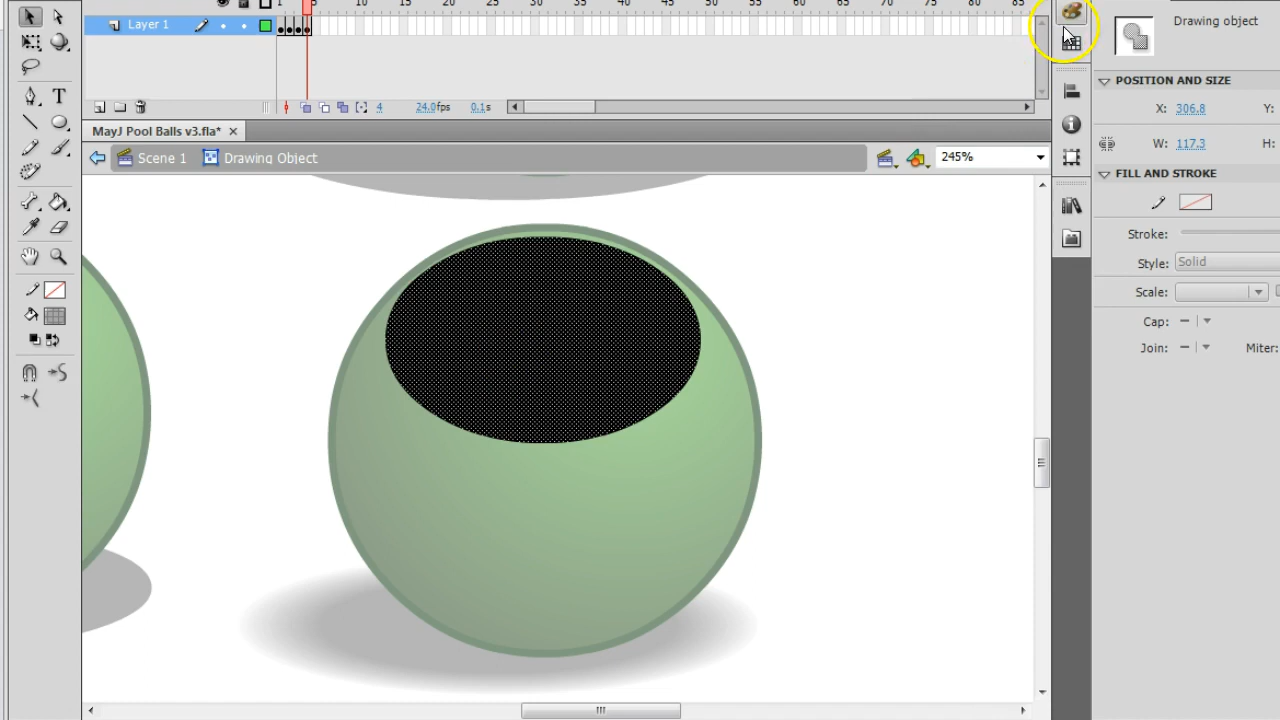 1 5 10 15 20 25 30 35 40 45 50 55 60 65 70 75 80 85
Layer 1
Drawing object
POSITION AND SIZE
4 24.0fps 0.1s
X: 306.8 Y:
MayJ Pool Balls v3.fla*
W: 117.3 H:
Scene 1 Drawing Object 245%
FILL AND STROKE
T
Stroke:
Style: Solid
Scale:
Cap:
Join: Miter: